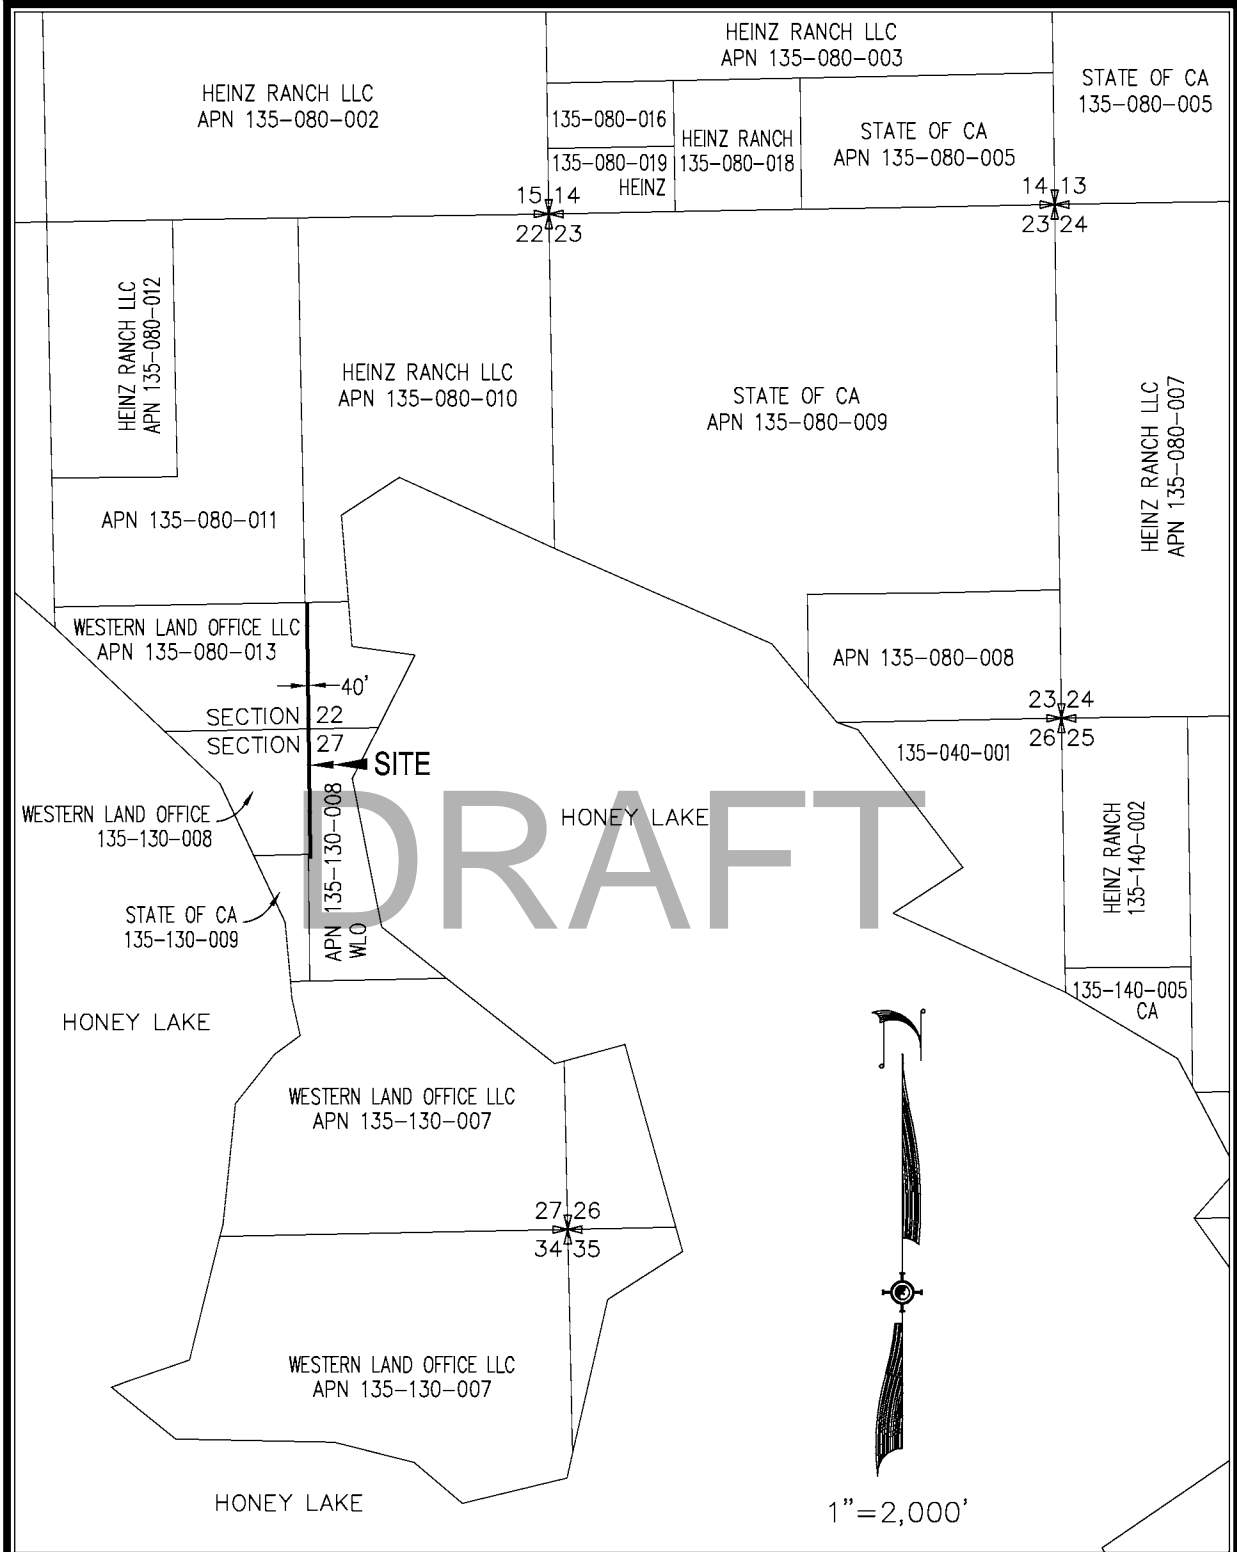 HEINZ RANCH LLC
APN 135-080-003
HEINZ RANCH LLC
APN 135-080-002
STATE OF CA
135-080-005
135-080-016
HEINZ RANCH
135-080-018
STATE OF CA
APN 135-080-005
135-080-019
HEINZ
15 14
22 23
14 13
23 24
HEINZ RANCH LLC
APN 135-080-012
HEINZ RANCH LLC
APN 135-080-010
STATE OF CA
APN 135-080-009
HEINZ RANCH LLC
APN 135-080-007
APN 135-080-011
WESTERN LAND OFFICE LLC
APN 135-080-013
40'
APN 135-080-008
SECTION 22
SECTION 27
SITE
23 24
26 25
135-040-001
WESTERN LAND OFFICE
135-130-008
APN 135-130-008
WLO
HONEY LAKE
DRAFT
HEINZ RANCH
135-140-002
STATE OF CA
135-130-009
135-140-005
CA
HONEY LAKE
WESTERN LAND OFFICE LLC
APN 135-130-007
27 26
34 35
WESTERN LAND OFFICE LLC
APN 135-130-007
HONEY LAKE
1"=2,000'